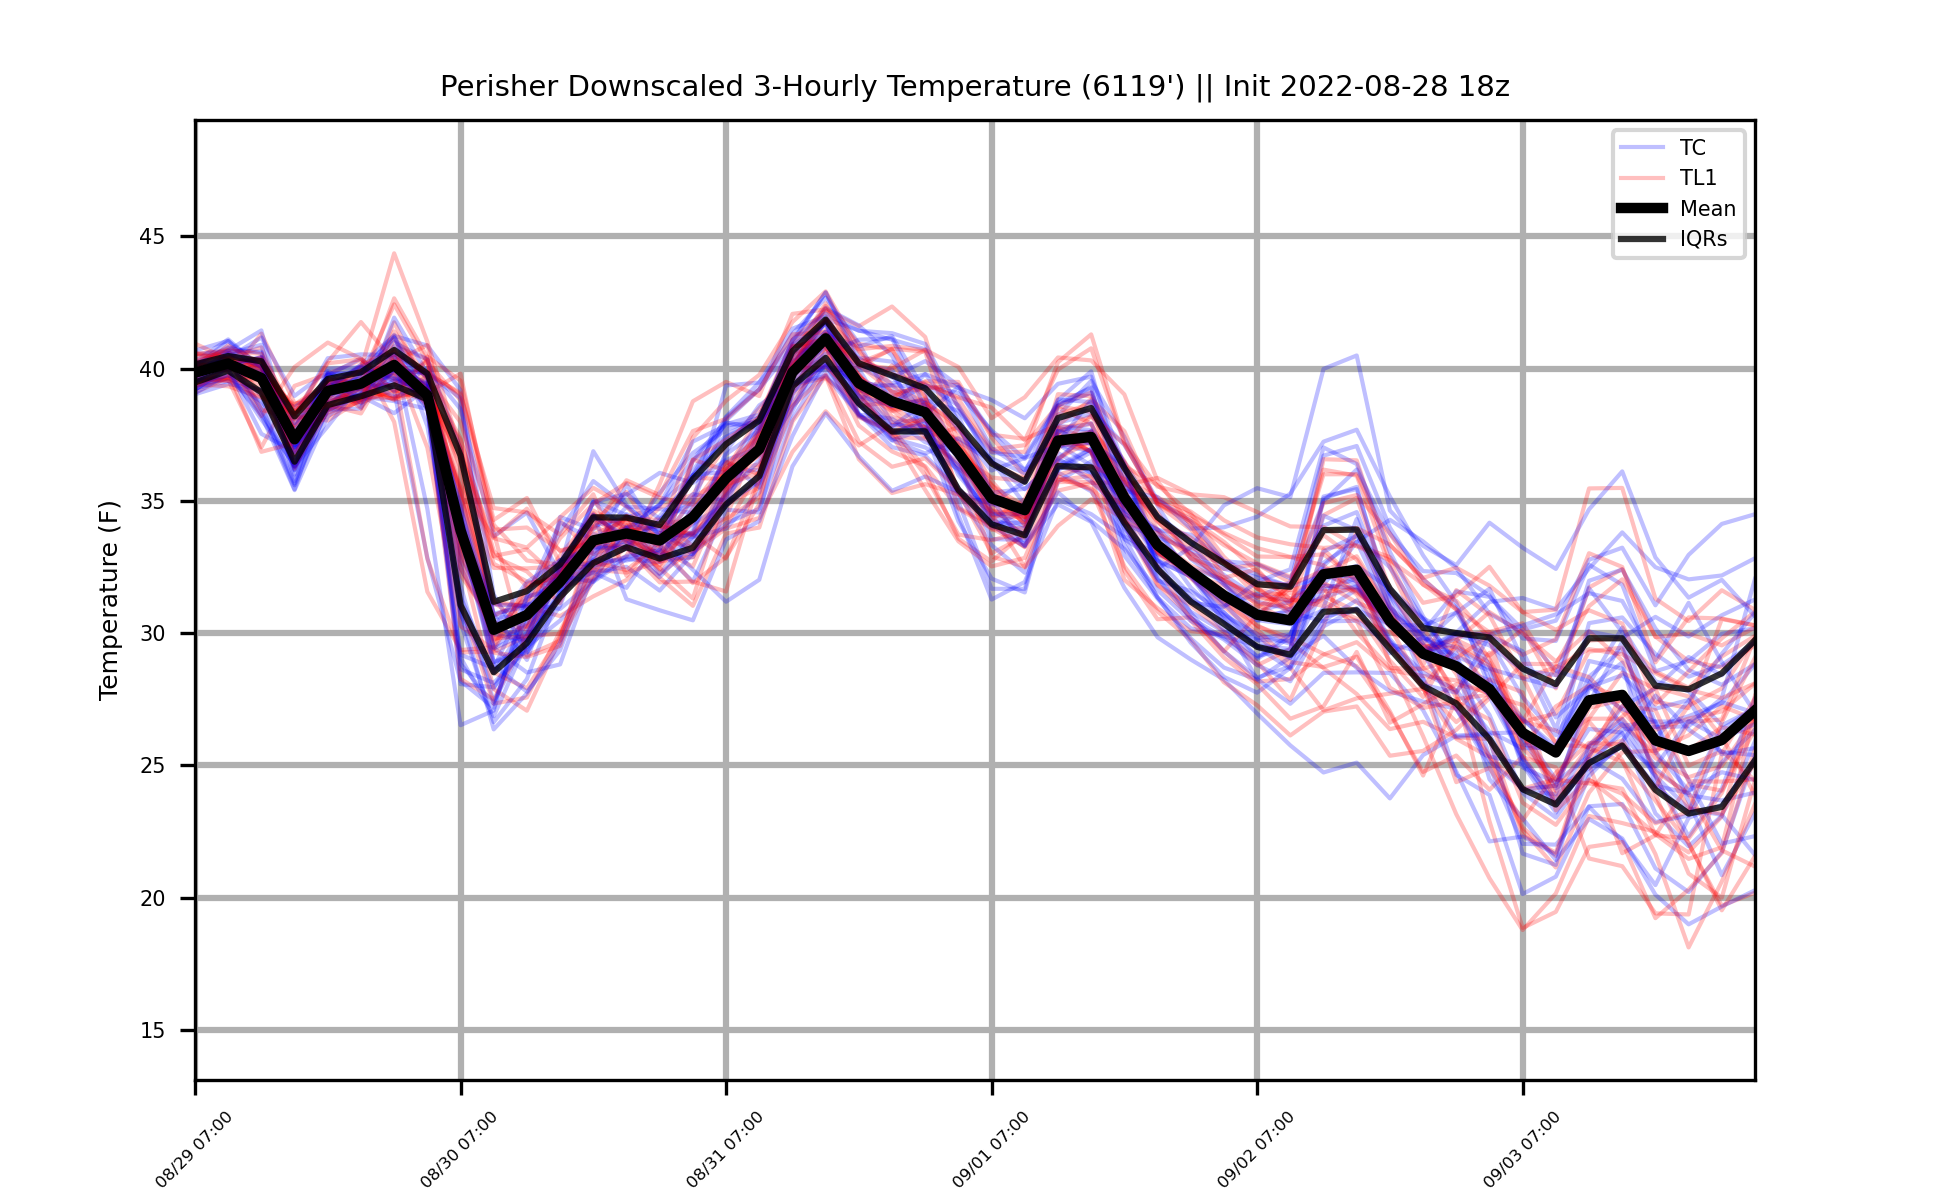 Perisher Downscaled 3-Hourly Temperature (6119') || Init 2022-08-28 18z
TC
TL1
Mean
IQRs
Temperature (F)
45
40
35
30
25
20
15
08/29 07:00
08/30 07:00
08/31 07:00
09/01 07:00
09/02 07:00
09/03 07:00